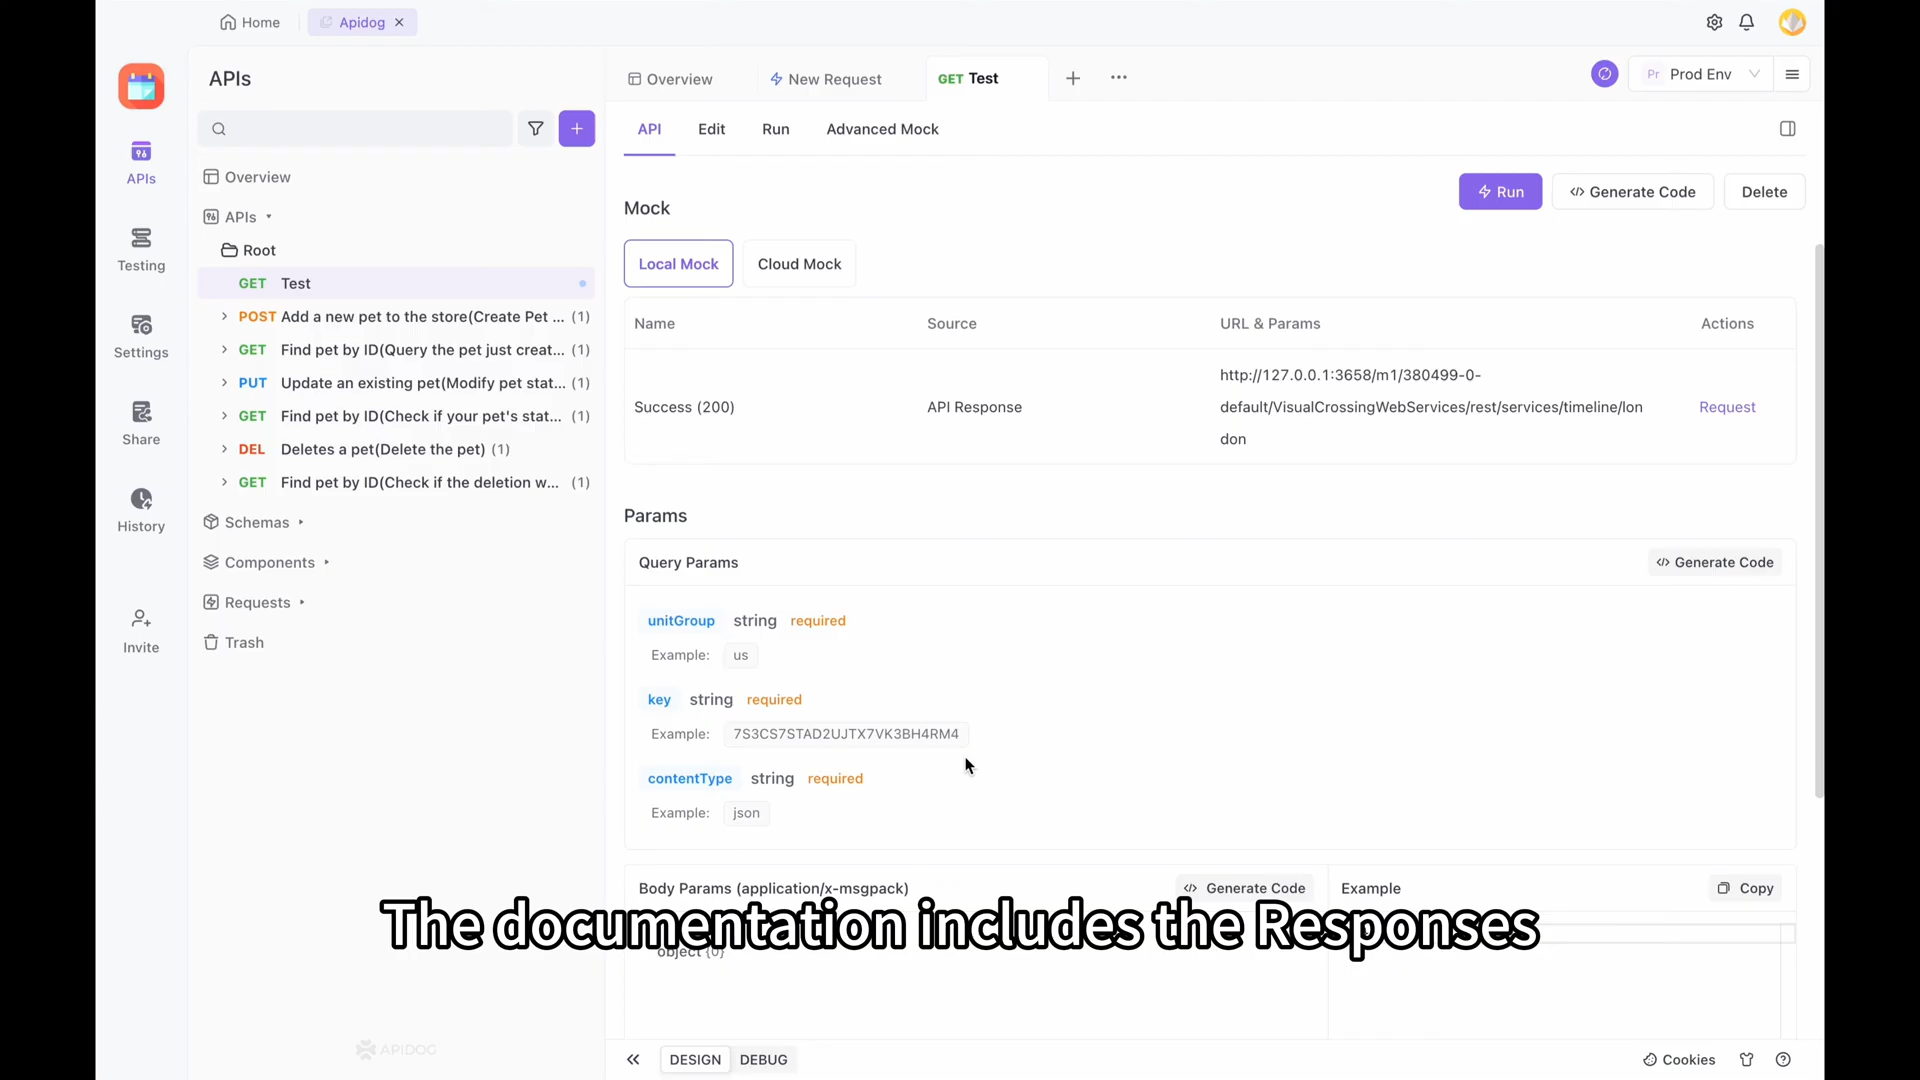 Home
Apidog
APIs
Overview
New Request
GET Test
Pr Prod Env
APIs
Testing
Settings
Share
History
Invite
Overview
APIs
Root
GET Test
POST Add a new pet to the store(Create Pet ... (1)
GET Find pet by ID(Query the pet just creat... (1)
PUT Update an existing pet(Modify pet stat... (1)
GET Find pet by ID(Check if your pet's stat... (1)
DEL Deletes a pet(Delete the pet) (1)
GET Find pet by ID(Check if the deletion w... (1)
Schemas
Components
Requests
Trash
APIDOG
API Edit Run Advanced Mock
Run
Generate Code
Delete
Mock
Local Mock
Cloud Mock
Name Source URL & Params Actions
Success (200) API Response
http://127.0.0.1:3658/m1/380499-0-
default/VisualCrossingWebServices/rest/services/timeline/lon
don
Request
Params
Query Params
Generate Code
unitGroup string required
Example: us
key string required
Example: 7S3CS7STAD2UJTX7VK3BH4RM4
contentType string required
Example: json
Body Params (application/x-msgpack)
Generate Code
Example
Copy
The documentation includes the Responses
object {0}
DESIGN DEBUG
Cookies